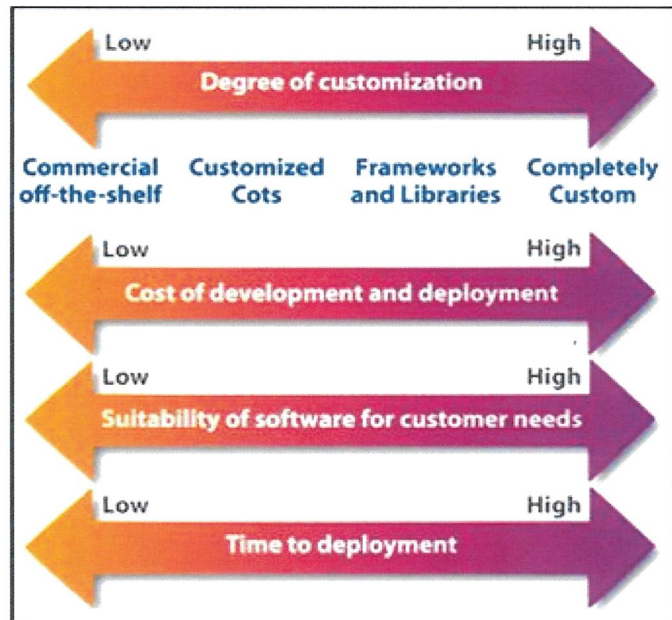 Low High
Degree of customization
Commercial Customized Frameworks Completely
off-the-shelf Cots and Libraries Custom
Low High
Cost of development and deployment
Low High
Suitability of software for customer needs
Low High
Time to deployment